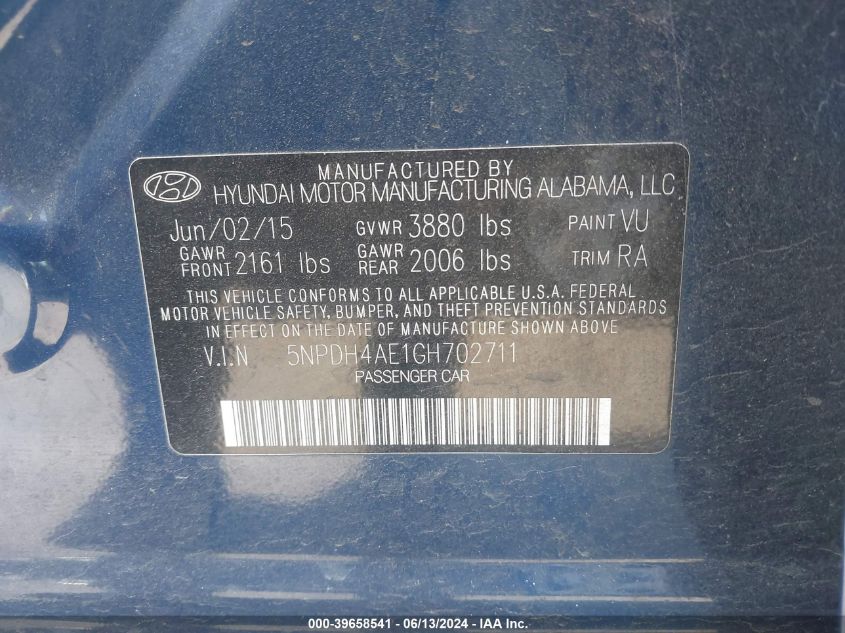 MANUFACTURED BY
HYUNDAI MOTOR MANUFACTURING ALABAMA, LLC
Jun/02/15 GVWR 3880 lbs PAINT VU
GAWR FRONT 2161 lbs GAWR REAR 2006 lbs TRIM RA
THIS VEHICLE CONFORMS TO ALL APPLICABLE U.S.A. FEDERAL
MOTOR VEHICLE SAFETY, BUMPER, AND THEFT PREVENTION STANDARDS
IN EFFECT ON THE DATE OF MANUFACTURE SHOWN ABOVE
V.I.N 5NPDH4AE1GH702711
PASSENGER CAR
000-39658541 - 06/13/2024 - IAA Inc.